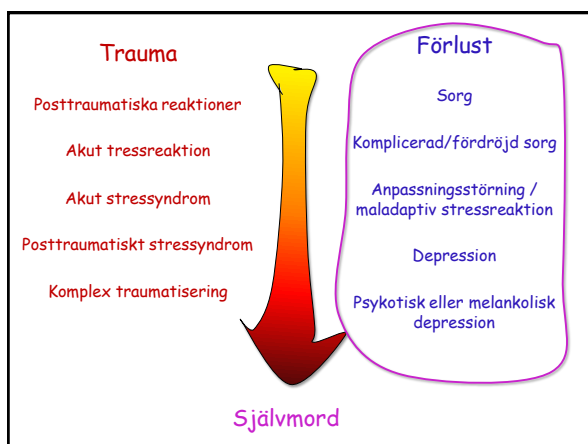 Trauma
Posttraumatiska reaktioner
Akut tressreaktion
Akut stressyndrom
Posttraumatiskt stressyndrom
Komplex traumatisering
Förlust
Sorg
Komplicerad/fördröjd sorg
Anpassningsstörning /
maladaptiv stressreaktion
Depression
Psykotisk eller melankolisk
depression
Självmord